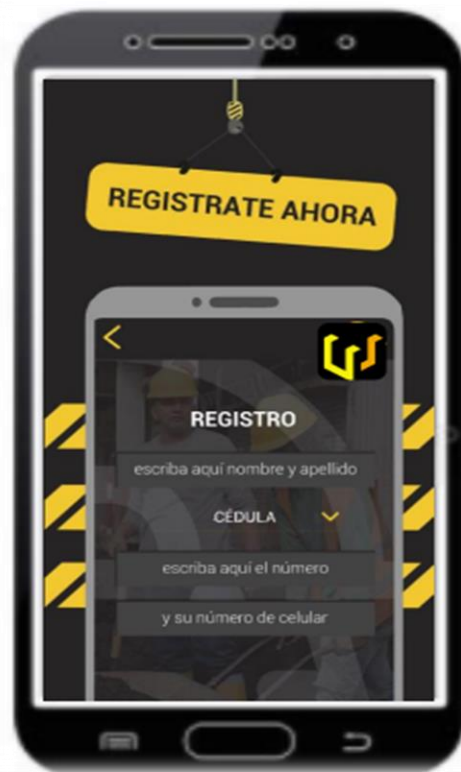 REGISTRATE AHORA
REGISTRO
escriba aquí nombre y apellido
CÉDULA
escriba aquí el número
y su número de celular